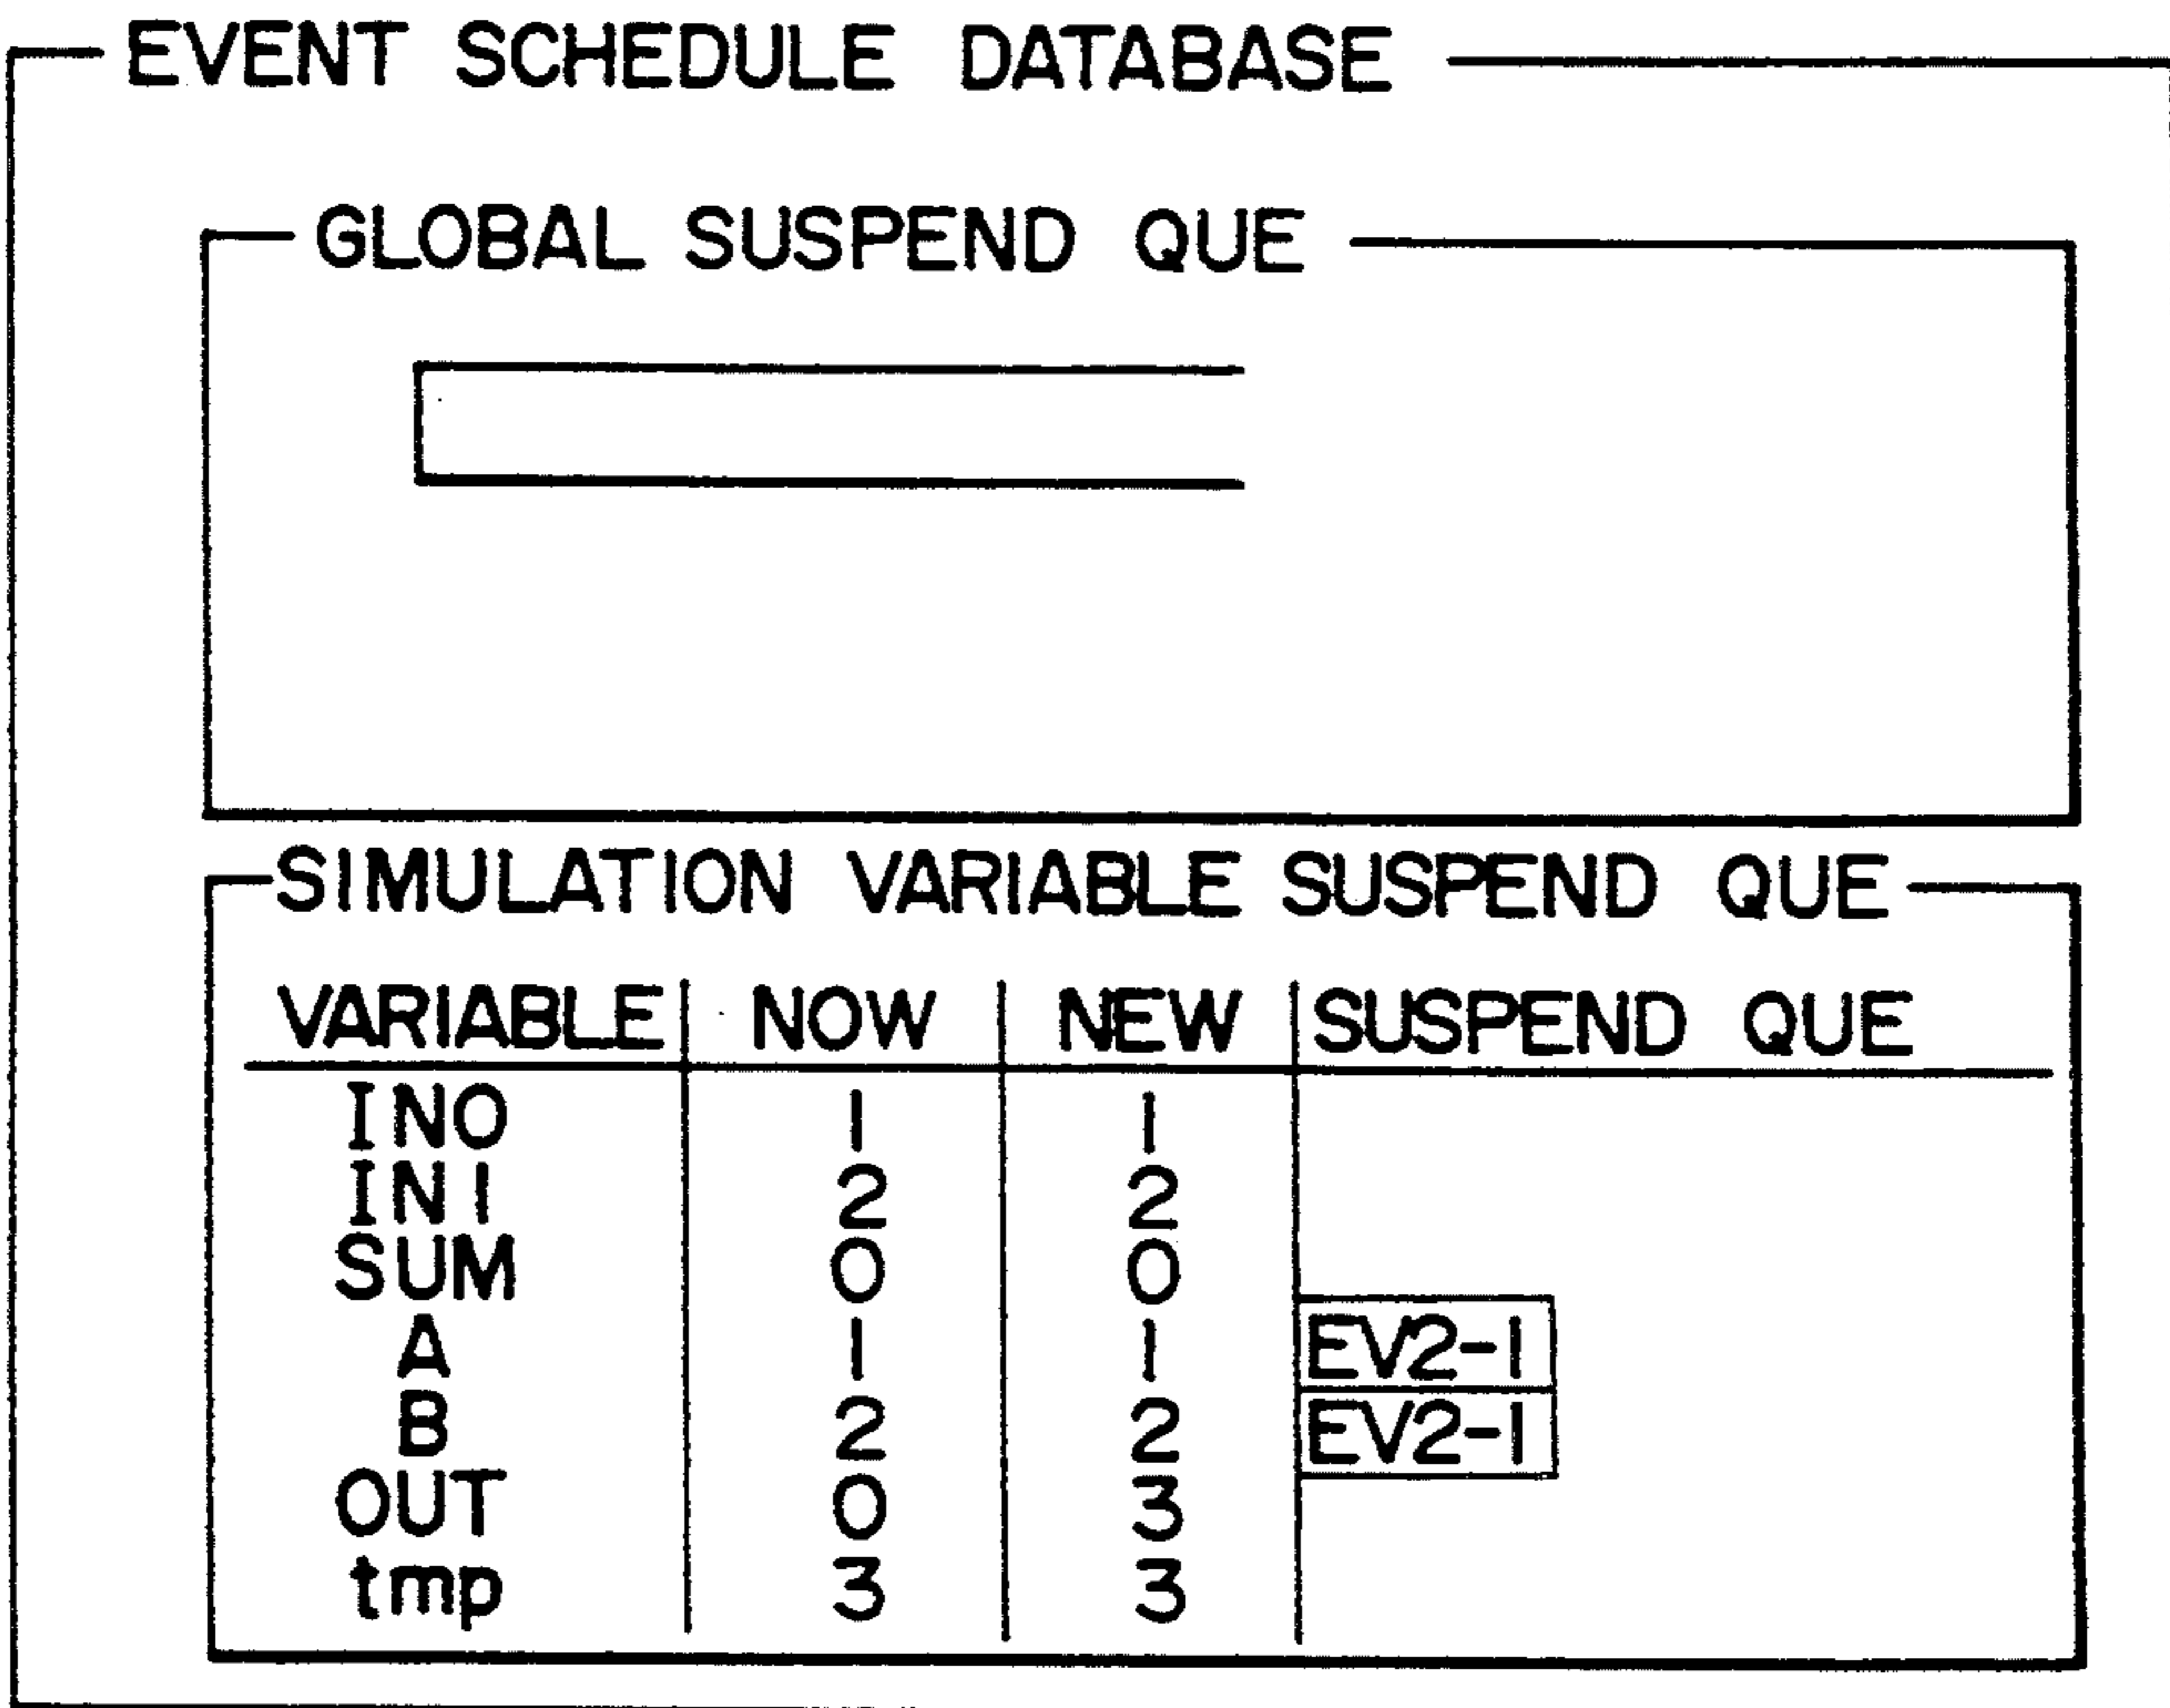 EVENT SCHEDULE DATABASE
GLOBAL SUSPEND QUE
SIMULATION VARIABLE SUSPEND QUE
VARIABLE NOW NEW SUSPEND QUE
INO 1 1
IN1 2 2
SUM 0 0
A 1 1 EV2-1
B 2 2 EV2-1
OUT 0 3
tmp 3 3